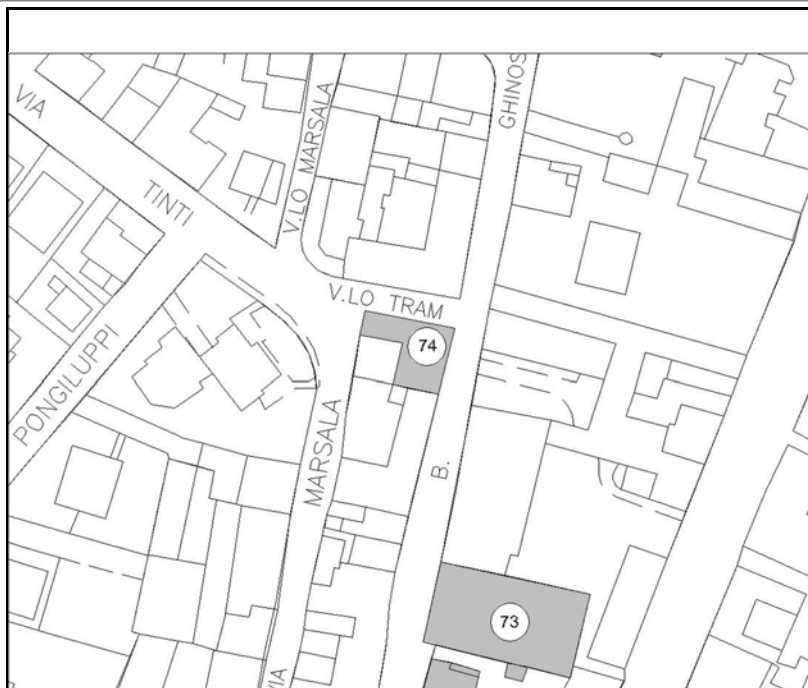 VIA
TINTI
V.LO MARSALA
GHINOS
V.LO TRAM
74
PONGILUPPI
MARSALA
B.
73
VIA